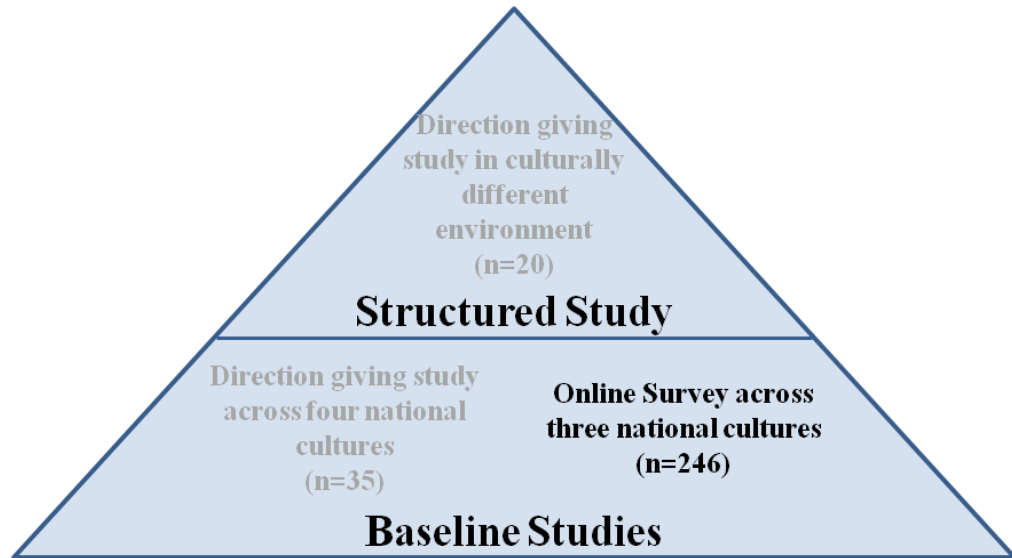 Direction giving
study in culturally
different
environment
(n=20)
Structured Study
Direction giving study
across four national
cultures
(n=35)
Online Survey across
three national cultures
(n=246)
Baseline Studies